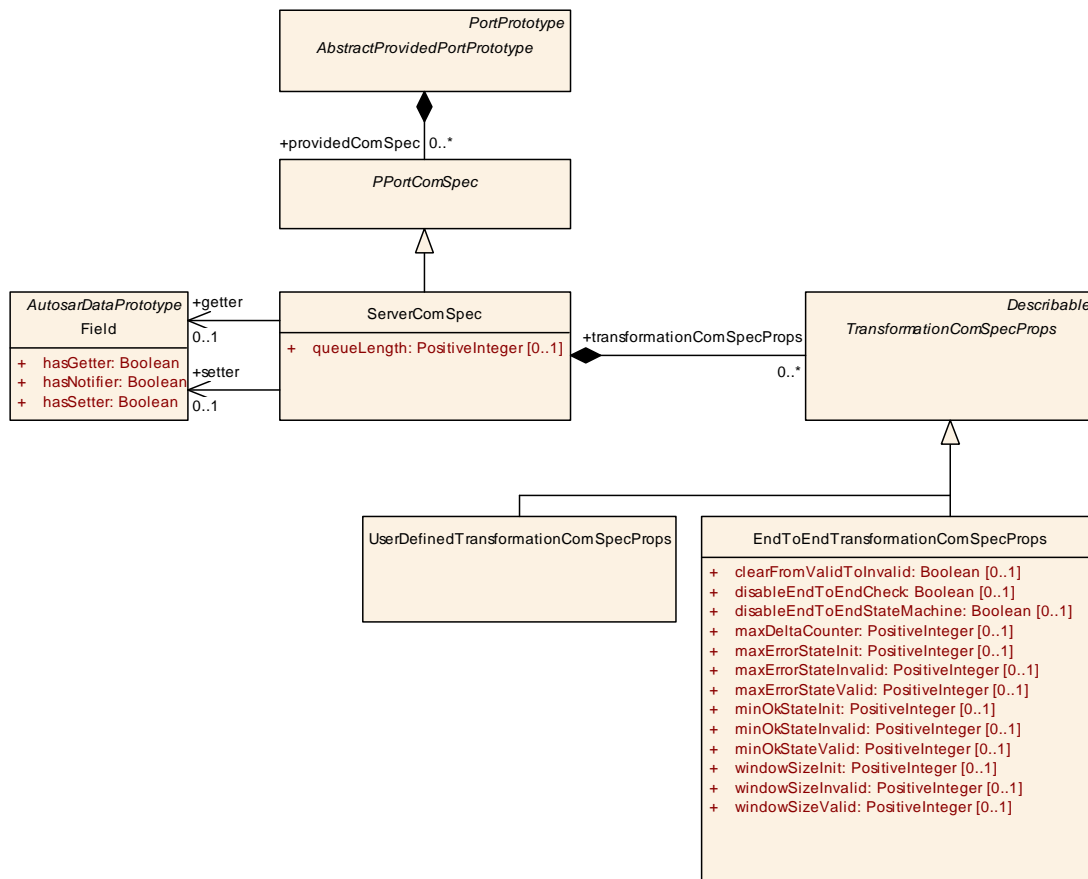 PortPrototype
AbstractProvidedPortPrototype
+providedComSpec 0..*
PPortComSpec
AutosarDataPrototype
Field
+ hasGetter: Boolean
+ hasNotifier: Boolean
+ hasSetter: Boolean
+getter
0..1
+setter
0..1
ServerComSpec
+ queueLength: PositiveInteger [0..1]
+transformationComSpecProps
0..*
Describable
TransformationComSpecProps
UserDefinedTransformationComSpecProps
EndToEndTransformationComSpecProps
+ clearFromValidToInvalid: Boolean [0..1]
+ disableEndToEndCheck: Boolean [0..1]
+ disableEndToEndStateMachine: Boolean [0..1]
+ maxDeltaCounter: PositiveInteger [0..1]
+ maxErrorStateInit: PositiveInteger [0..1]
+ maxErrorStateInvalid: PositiveInteger [0..1]
+ maxErrorStateValid: PositiveInteger [0..1]
+ minOkStateInit: PositiveInteger [0..1]
+ minOkStateInvalid: PositiveInteger [0..1]
+ minOkStateValid: PositiveInteger [0..1]
+ windowSizeInit: PositiveInteger [0..1]
+ windowSizeInvalid: PositiveInteger [0..1]
+ windowSizeValid: PositiveInteger [0..1]